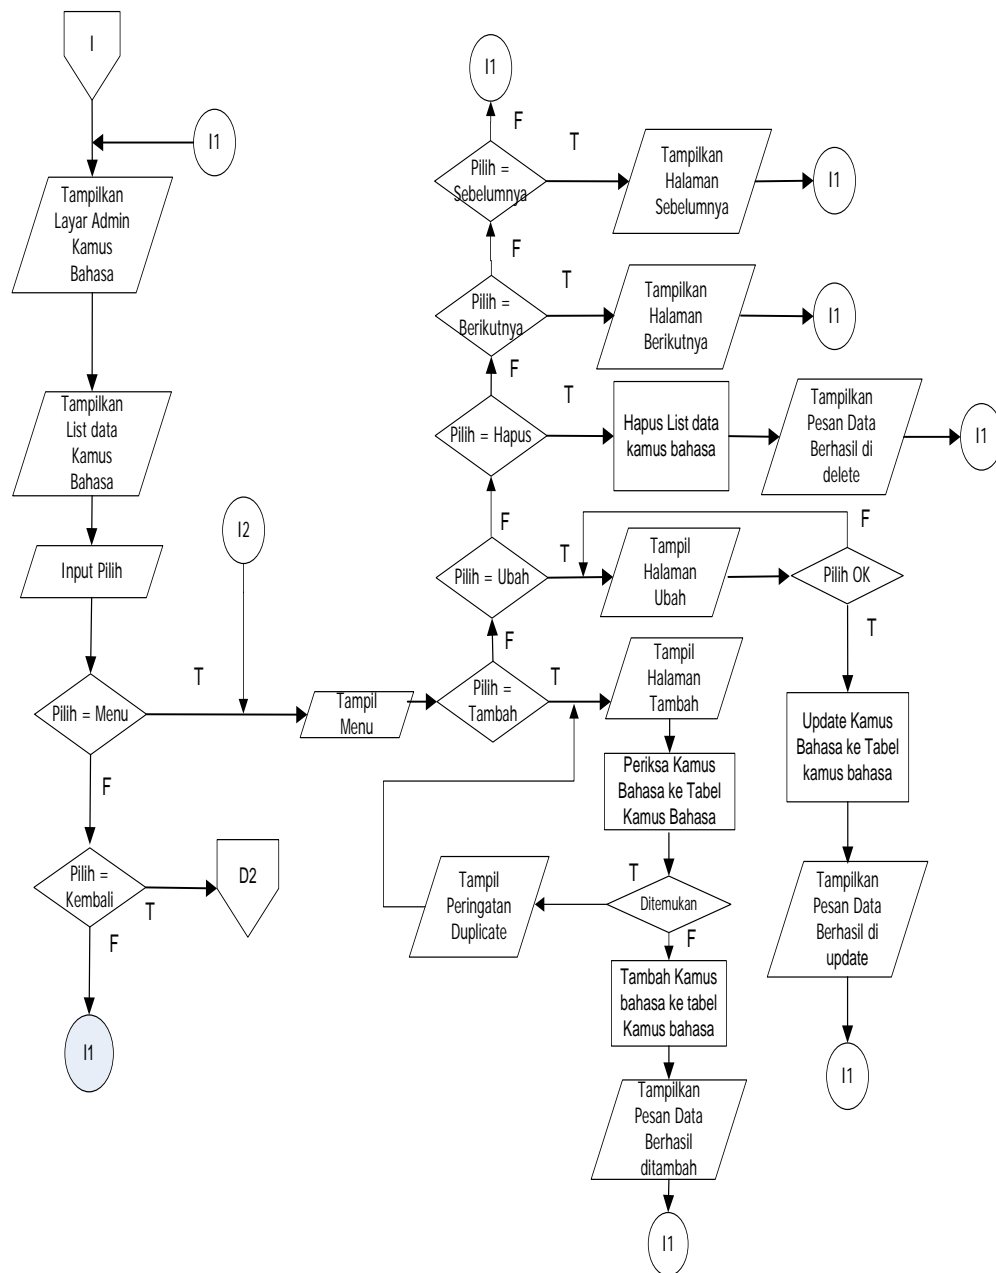 I
I1
Tampilkan
Layar Admin
Kamus
Bahasa
Tampilkan
List data
Kamus
Bahasa
Input Pilih
I2
Pilih = Menu
T
F
Pilih =
Kembali
T
F
D2
I1
Tampil
Menu
Pilih =
Tambah
T
F
Tampil
Halaman
Tambah
Periksa Kamus
Bahasa ke Tabel
Kamus Bahasa
Ditemukan
T
F
Tampil
Peringatan
Duplicate
Tambah Kamus
bahasa ke tabel
Kamus bahasa
Tampilkan
Pesan Data
Berhasil
ditambah
I1
Pilih = Ubah
T
F
Tampil
Halaman
Ubah
Pilih OK
F
T
Update Kamus
Bahasa ke Tabel
kamus bahasa
Tampilkan
Pesan Data
Berhasil di
update
I1
Pilih = Hapus
T
F
Hapus List data
kamus bahasa
Tampilkan
Pesan Data
Berhasil di
delete
I1
Pilih =
Berikutnya
T
F
Tampilkan
Halaman
Berikutnya
I1
Pilih =
Sebelumnya
T
F
Tampilkan
Halaman
Sebelumnya
I1
I1